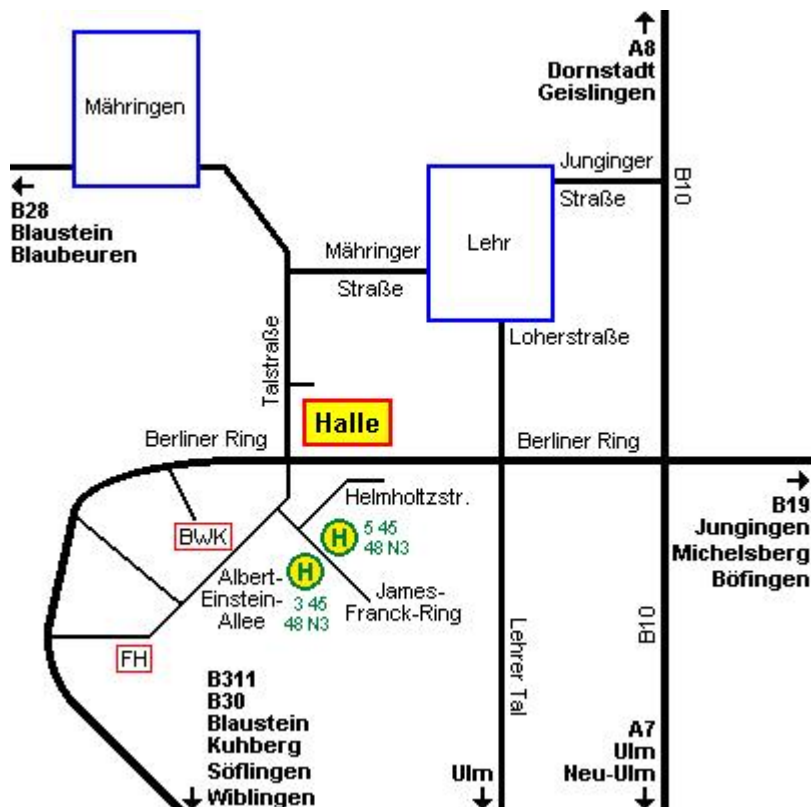 A8
Dornstadt
Geislingen
Mähringen
Junginger
Straße
B10
B28
Blaustein
Blaubeuren
Lehr
Mähringer
Straße
Talstraße
Loherstraße
Halle
Berliner Ring
Berliner Ring
B19
Jungingen
Michelsberg
Böfingen
Helmholtzstr.
BWK
H
5 45
48 N3
H
3 45
48 N3
Albert-
Einstein-
Allee
James-
Franck-Ring
FH
Lehrer Tal
B10
B311
B30
Blaustein
Kuhberg
Söflingen
Wiblingen
Ulm
A7
Ulm
Neu-Ulm